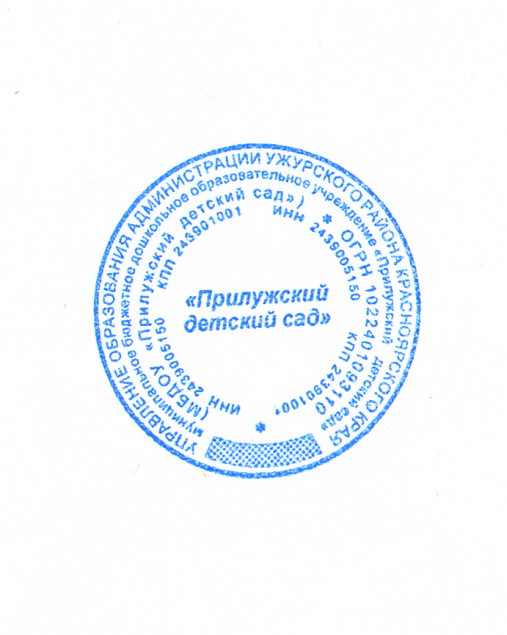 УПРАВЛЕНИЕ ОБРАЗОВАНИЯ АДМИНИСТРАЦИИ УЖУРСКОГО РАЙОНА КРАСНОЯРСКОГО КРАЯ
муниципальное бюджетное дошкольное образовательное учреждение «Прилужский детский сад»
(МБДОУ «Прилужский детский сад») * ОГРН 1022401093110
ИНН 2439005150 КПП 243901001 ИНН 2439005150 КПП 243901001 *
«Прилужский
детский сад»